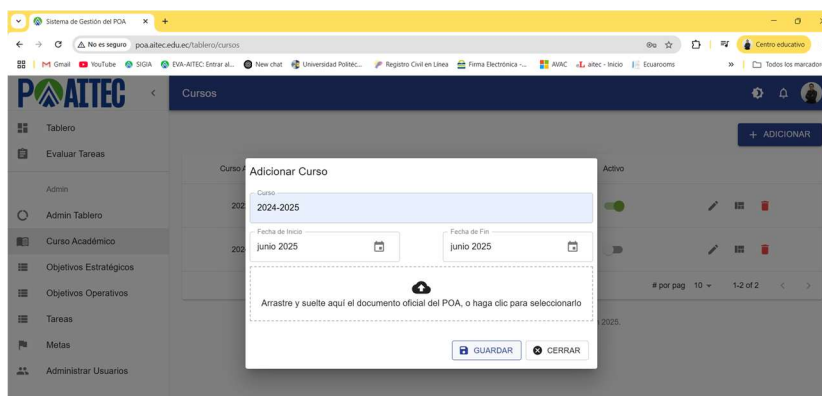 Sistema de Gestión del POA
No es seguro poa.aitec.edu.ec/tablero/cursos
Centro educativo
Gmail YouTube SIGIA EVA-AITEC: Entrar al... New chat Universidad Politéc... Registro Civil en Línea Firma Electrónica -... AVAC aitec - Inicio Ecuarooms » Todos los marcador
POAITEC
Cursos
Tablero
+ ADICIONAR
Evaluar Tareas
Curso A
Activo
Admin
Admin Tablero
202
Curso Académico
202
Objetivos Estratégicos
Objetivos Operativos
# por pag 10 1-2 of 2
Tareas
2025.
Metas
Administrar Usuarios
Adicionar Curso
Curso
2024-2025
Fecha de Inicio
junio 2025
Fecha de Fin
junio 2025
Arrastre y suelte aquí el documento oficial del POA, o haga clic para seleccionarlo
GUARDAR
CERRAR